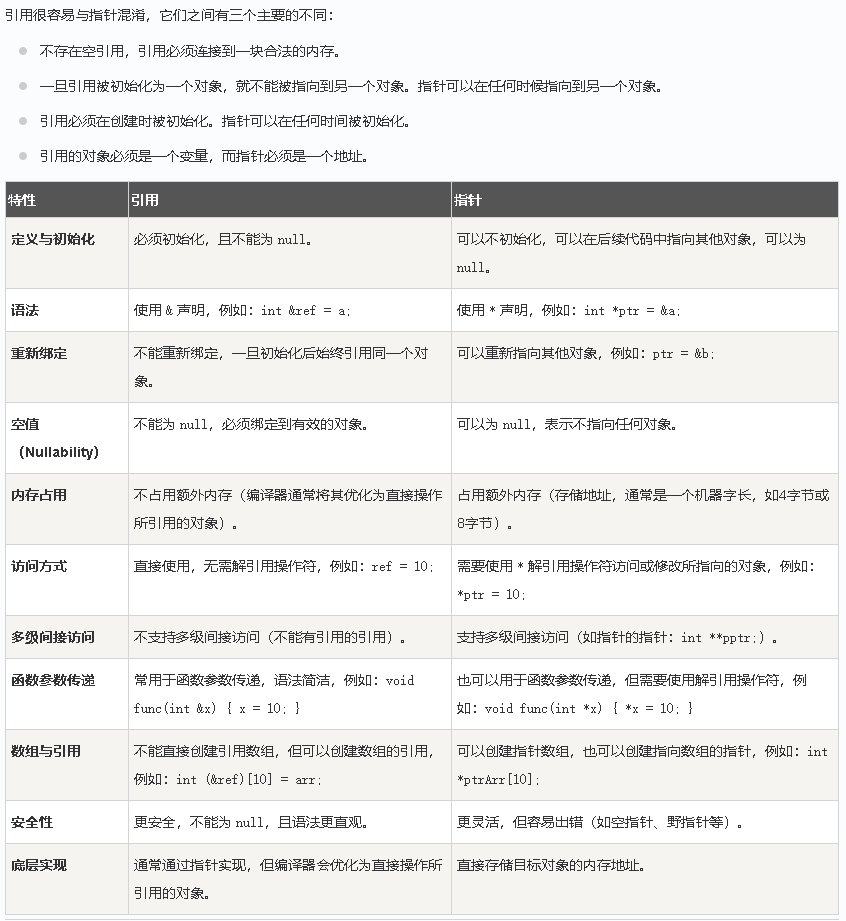 引用很容易与指针混淆，它们之间有三个主要的不同：
不存在空引用，引用必须连接到一块合法的内存。
一旦引用被初始化为一个对象，就不能被指向到另一个对象。指针可以在任何时候指向到另一个对象。
引用必须在创建时被初始化。指针可以在任何时间被初始化。
引用的对象必须是一个变量，而指针必须是一个地址。
特性 引用 指针
定义与初始化 必须初始化，且不能为 null。 可以不初始化，可以在后续代码中指向其他对象，可以为
null。
语法 使用 & 声明，例如：int &ref = a; 使用 * 声明，例如：int *ptr = &a;
重新绑定 不能重新绑定，一旦初始化后始终引用同一个对 可以重新指向其他对象，例如：ptr = &b;
象。
空值 不能为 null，必须绑定到有效的对象。 可以为 null，表示不指向任何对象。
（Nullability）
内存占用 不占用额外内存（编译器通常将其优化为直接操作 占用额外内存（存储地址，通常是一个机器字长，如4字节或
所引用的对象）。 8字节）。
访问方式 直接使用，无需解引用操作符，例如：ref = 10; 需要使用 * 解引用操作符访问或修改所指向的对象，例如：
*ptr = 10;
多级间接访问 不支持多级间接访问（不能有引用的引用）。 支持多级间接访问（如指针的指针：int **pptr;）。
函数参数传递 常用于函数参数传递，语法简洁，例如：void 也可以用于函数参数传递，但需要使用解引用操作符，例
func(int &x) { x = 10; } 如：void func(int *x) { *x = 10; }
数组与引用 不能直接创建引用数组，但可以创建数组的引用， 可以创建指针数组，也可以创建指向数组的指针，例如：int
例如：int (&ref)[10] = arr; *ptrArr[10];
安全性 更安全，不能为 null，且语法更直观。 更灵活，但容易出错（如空指针、野指针等）。
底层实现 通常通过指针实现，但编译器会优化为直接操作所 直接存储目标对象的内存地址。
引用的对象。